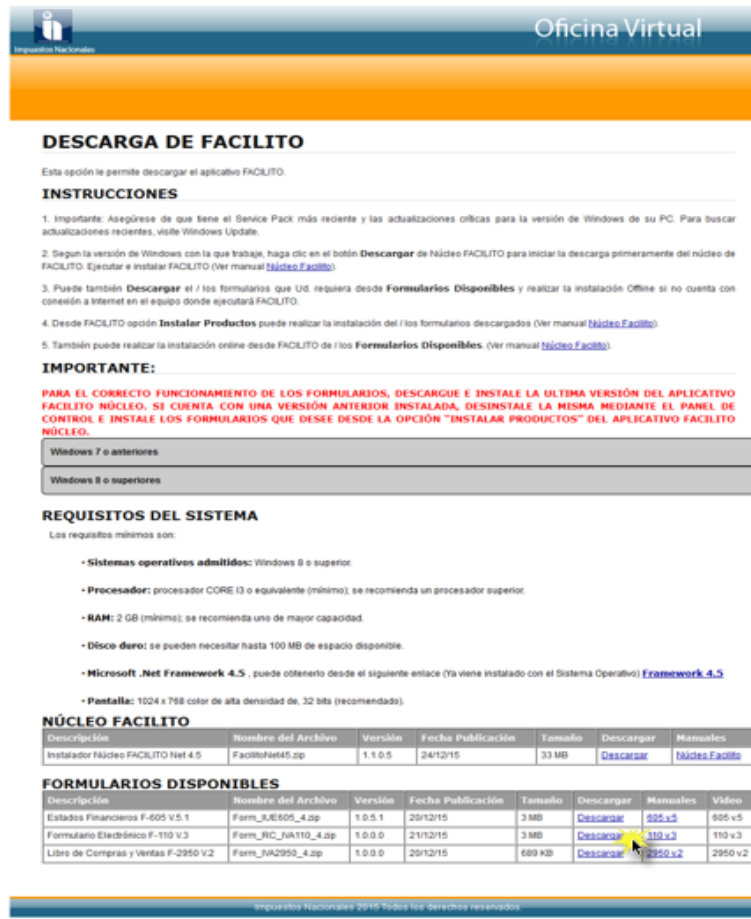 Impuestos Nacionales
Oficina Virtual
DESCARGA DE FACILITO
Esta opción le permite descargar el aplicativo FACILITO.
INSTRUCCIONES
1. Importante: Asegúrese de que tiene el Service Pack más reciente y las actualizaciones críticas para la versión de Windows de su PC. Para buscar
actualizaciones recientes, visite Windows Update.
2. Segun la versión de Windows con la que trabaje, haga clic en el botón Descargar de Núcleo FACILITO para iniciar la descarga primeramente del núcleo de
FACILITO. Ejecutar e instalar FACILITO (Ver manual Núcleo Facilito).
3. Puede también Descargar el / los formularios que Ud. requiera desde Formularios Disponibles y realizar la instalación Offline si no cuenta con
conexión a Internet en el equipo donde ejecutará FACILITO.
4. Desde FACILITO opción Instalar Productos puede realizar la instalación del / los formularios descargados (Ver manual Núcleo Facilito).
5. También puede realizar la instalación online desde FACILITO de / los Formularios Disponibles. (Ver manual Núcleo Facilito).
IMPORTANTE:
PARA EL CORRECTO FUNCIONAMIENTO DE LOS FORMULARIOS, DESCARGUE E INSTALE LA ULTIMA VERSIÓN DEL APLICATIVO
FACILITO NÚCLEO. SI CUENTA CON UNA VERSIÓN ANTERIOR INSTALADA, DESINSTALE LA MISMA MEDIANTE EL PANEL DE
CONTROL E INSTALE LOS FORMULARIOS QUE DESEE DESDE LA OPCIÓN "INSTALAR PRODUCTOS" DEL APLICATIVO FACILITO
NÚCLEO.
Windows 7 o anteriores
Windows 8 o superiores
REQUISITOS DEL SISTEMA
Los requisitos mínimos son:
• Sistemas operativos admitidos: Windows 8 o superior.
• Procesador: procesador CORE I3 o equivalente (mínimo); se recomienda un procesador superior.
• RAM: 2 GB (mínimo); se recomienda uno de mayor capacidad.
• Disco duro: se pueden necesitar hasta 100 MB de espacio disponible.
• Microsoft .Net Framework 4.5 , puede obtenerlo desde el siguiente enlace (Ya viene instalado con el Sistema Operativo) Framework 4.5
• Pantalla: 1024 x 768 color de alta densidad de, 32 bits (recomendado).
NÚCLEO FACILITO
Descripción Nombre del Archivo Versión Fecha Publicación Tamaño Descargar Manuales
Instalador Núcleo FACILITO Net 4.5 FacilitoNet45.zip 1.1.0.5 24/12/15 33 MB Descargar Núcleo Facilito
FORMULARIOS DISPONIBLES
Descripción Nombre del Archivo Versión Fecha Publicación Tamaño Descargar Manuales Video
Estados Financieros F-605 V.5.1 Form_IUE605_4.zip 1.0.5.1 20/12/15 3 MB Descargar 605 v.5 605 v.5
Formulario Electrónico F-110 V.3 Form_RC_IVA110_4.zip 1.0.0.0 21/12/15 3 MB Descargar 110 v.3 110 v.3
Libro de Compras y Ventas F-2950 V.2 Form_IVA2950_4.zip 1.0.0.0 20/12/15 689 KB Descargar 2950 v.2 2950 v.2
Impuestos Nacionales 2015 Todos los derechos reservados.